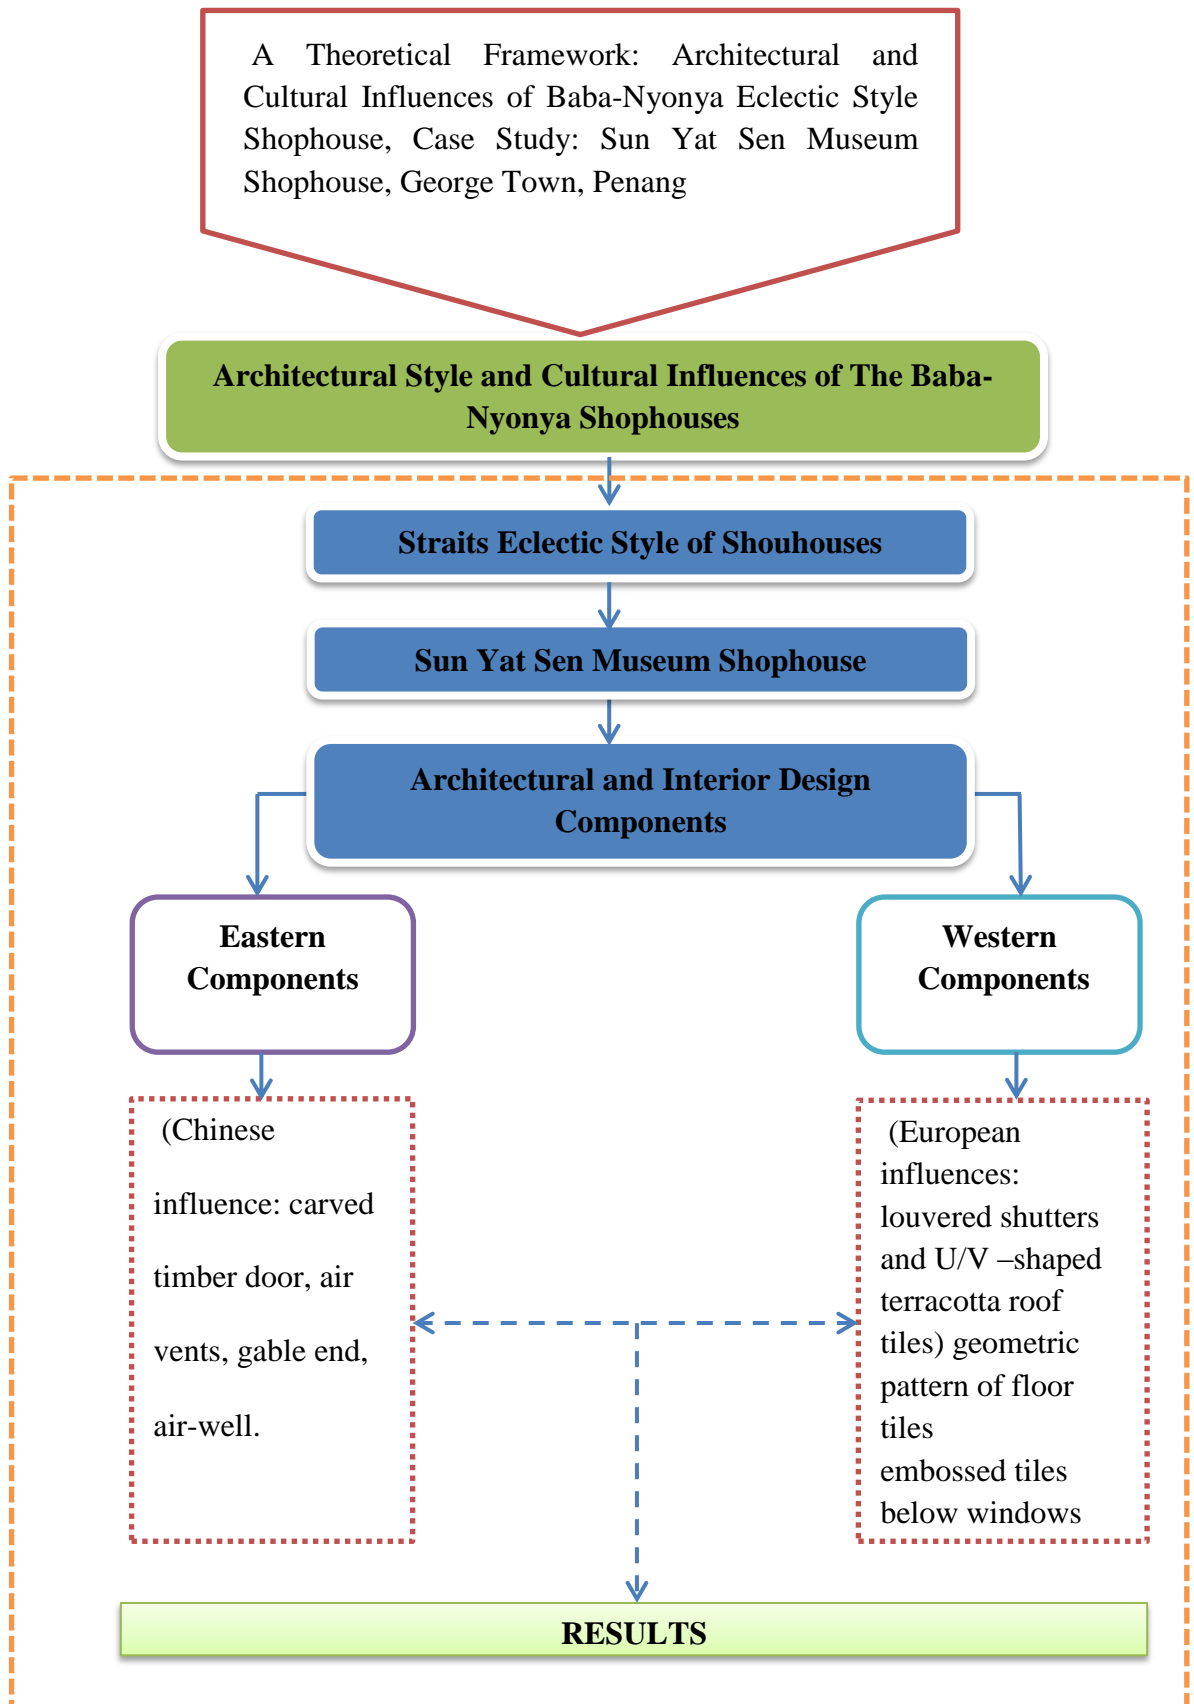 A Theoretical Framework: Architectural and
Cultural Influences of Baba-Nyonya Eclectic Style
Shophouse, Case Study: Sun Yat Sen Museum
Shophouse, George Town, Penang
Architectural Style and Cultural Influences of The Baba-
Nyonya Shophouses
Straits Eclectic Style of Shouhouses
Sun Yat Sen Museum Shophouse
Architectural and Interior Design
Components
Eastern
Components
Western
Components
(Chinese
influence: carved
timber door, air
vents, gable end,
air-well.
(European
influences:
louvered shutters
and U/V –shaped
terracotta roof
tiles) geometric
pattern of floor
tiles
embossed tiles
below windows
RESULTS